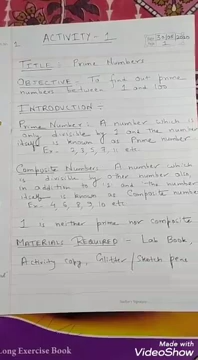 1.
ACTIVITY - 1
TITLE : Prime Numbers
OBJECTIVE : To find out prime
numbers between 1 and 100
INTRODUCTION =
Prime Number : A number which is
only divisible by 1 and the number
itself is known as Prime number
Ex- 2, 3, 5, 7, 11 etc
Composite Number : A number which
is divisible by other number also,
in addition to 1 and the number
itself is known as Composite number
Ex- 4, 6, 8, 9, 10 etc.
1 is neither prime nor composite
MATERIALS REQUIRED - Lab Book,
Activity copy, Glitter / Sketch pens
Long Exercise Book
Made with
VideoShow